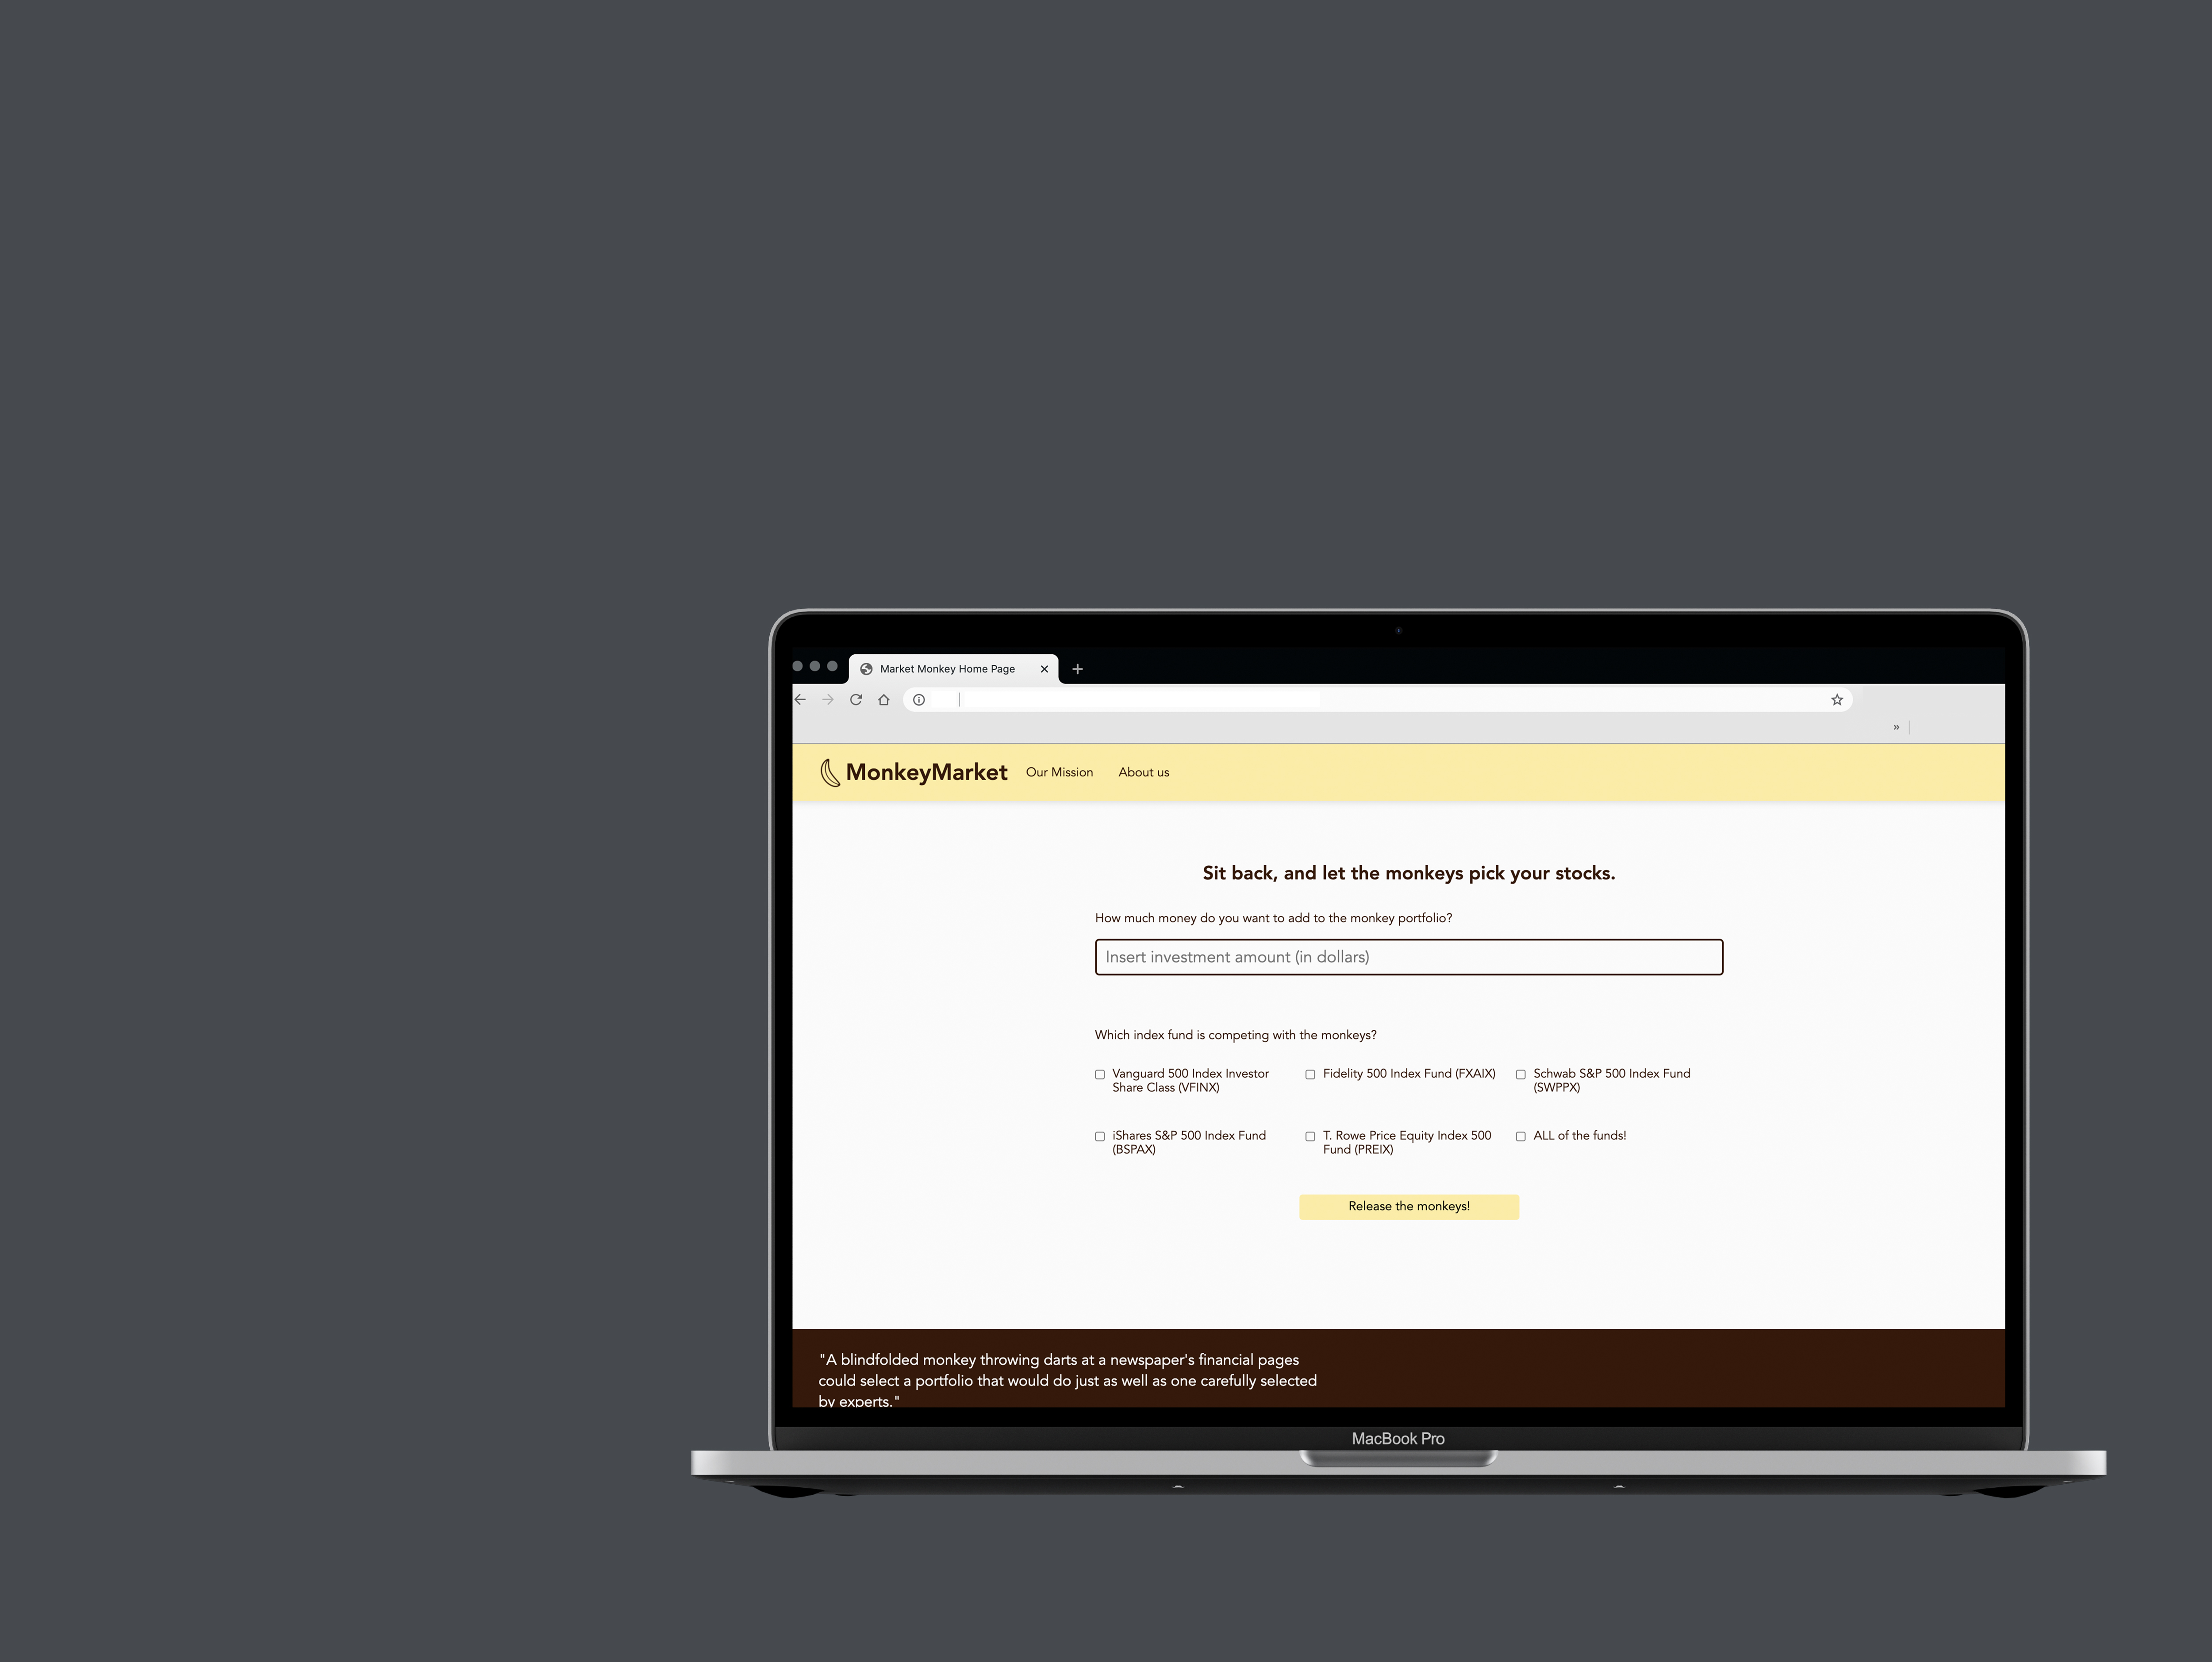 Market Monkey Home Page
MonkeyMarket
Our Mission
About us
Sit back, and let the monkeys pick your stocks.
How much money do you want to add to the monkey portfolio?
Insert investment amount (in dollars)
Which index fund is competing with the monkeys?
Vanguard 500 Index Investor
Share Class (VFINX)
Fidelity 500 Index Fund (FXAIX)
Schwab S&P 500 Index Fund
(SWPPX)
iShares S&P 500 Index Fund
(BSPAX)
T. Rowe Price Equity Index 500
Fund (PREIX)
ALL of the funds!
Release the monkeys!
"A blindfolded monkey throwing darts at a newspaper's financial pages
could select a portfolio that would do just as well as one carefully selected
by experts."
MacBook Pro